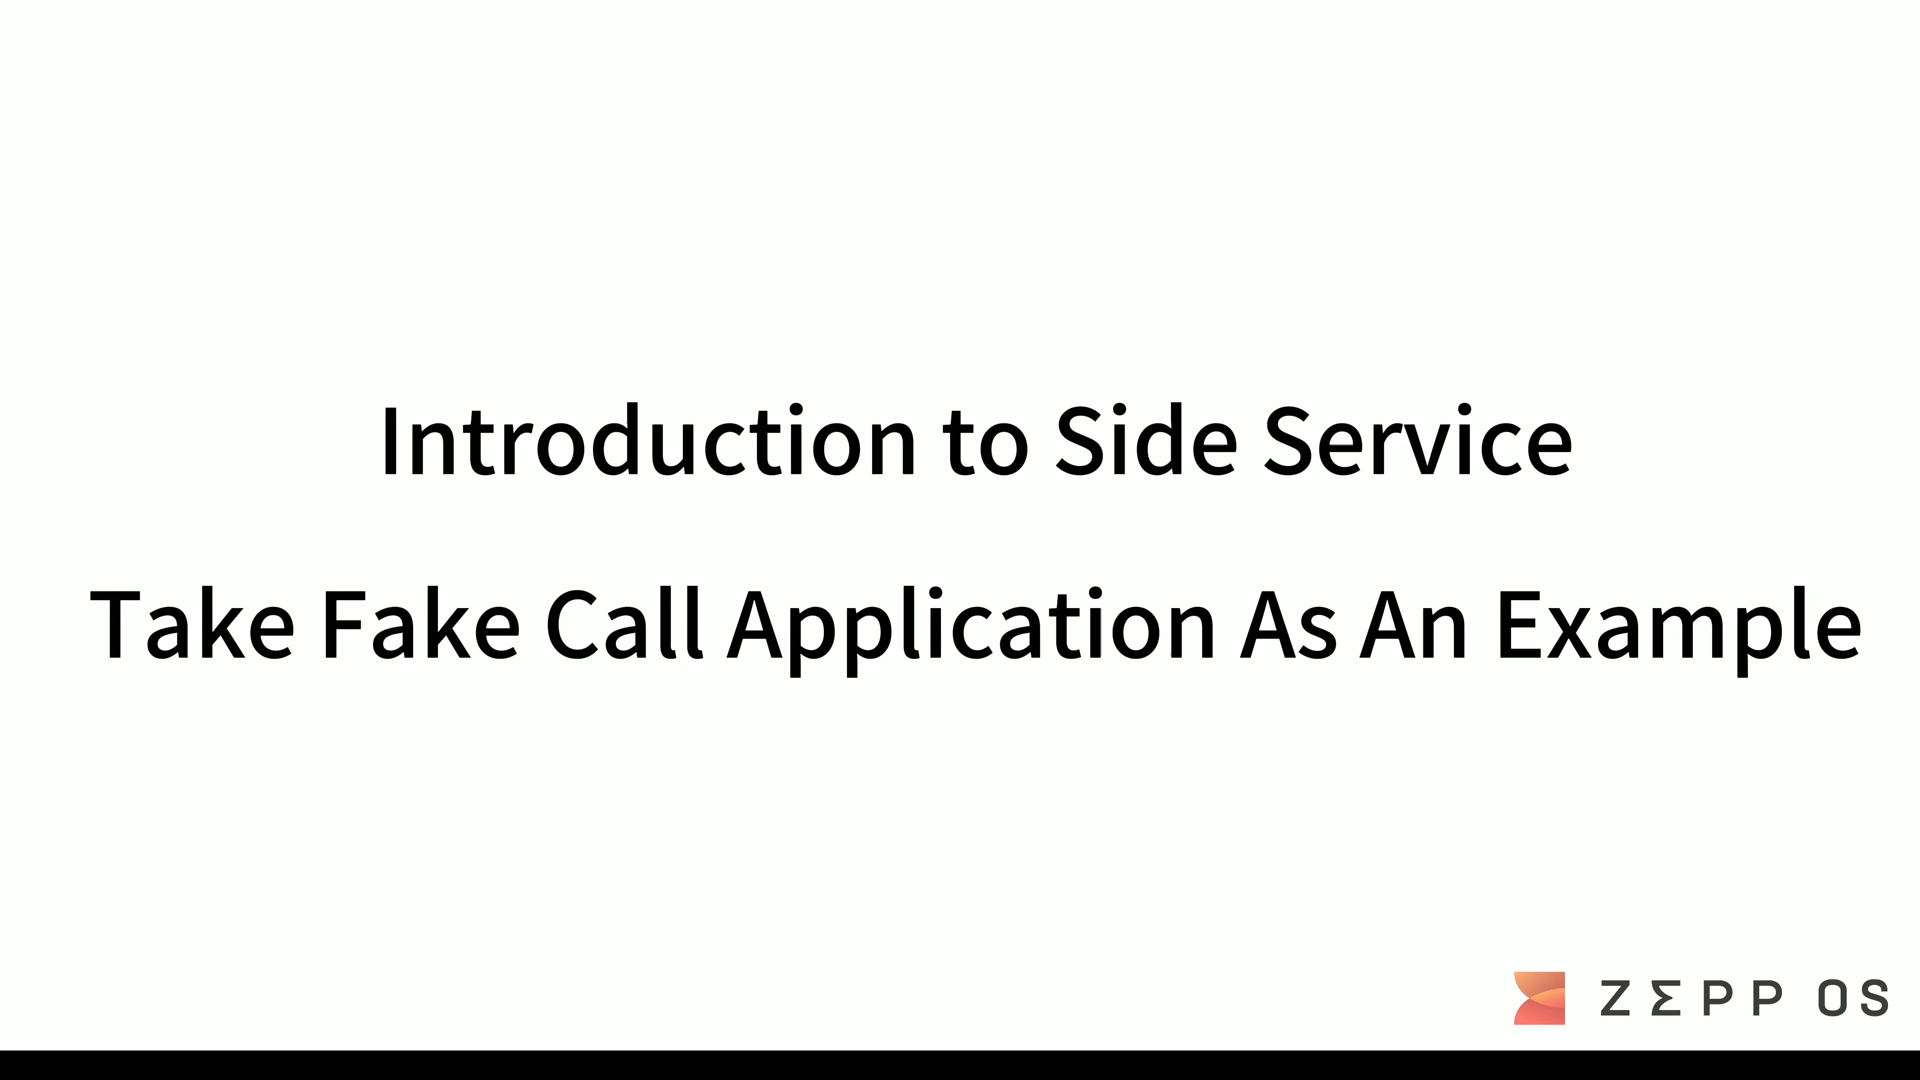 Introduction to Side Service
Take Fake Call Application As An Example
ZEPP OS